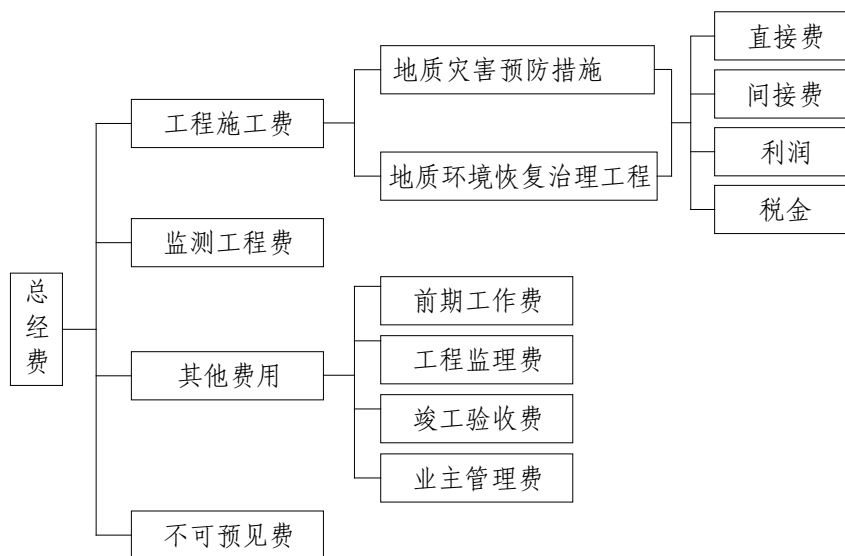 总经费
工程施工费
监测工程费
其他费用
不可预见费
地质灾害预防措施
地质环境恢复治理工程
前期工作费
工程监理费
竣工验收费
业主管理费
直接费
间接费
利润
税金